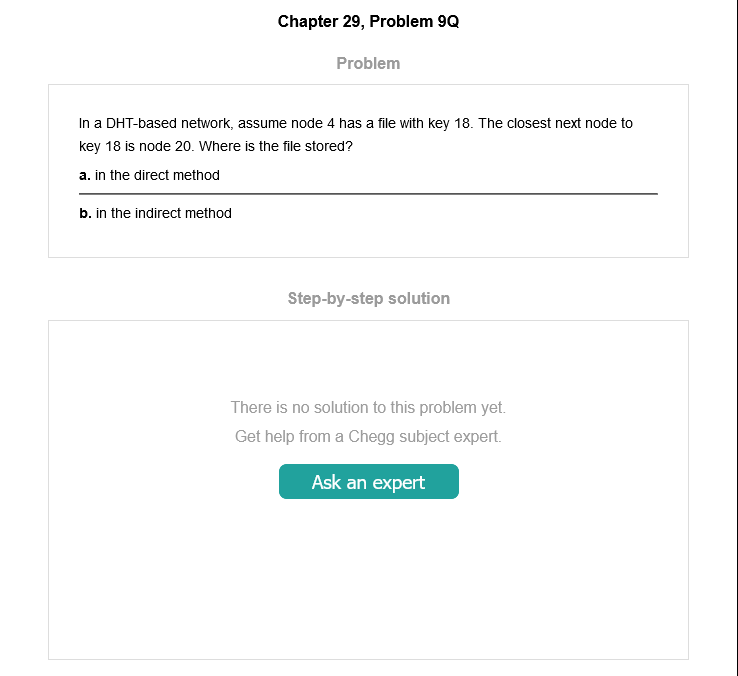 Chapter 29, Problem 9Q
Problem
In a DHT-based network, assume node 4 has a file with key 18. The closest next node to
key 18 is node 20. Where is the file stored?
a. in the direct method
b. in the indirect method
Step-by-step solution
There is no solution to this problem yet.
Get help from a Chegg subject expert.
Ask an expert